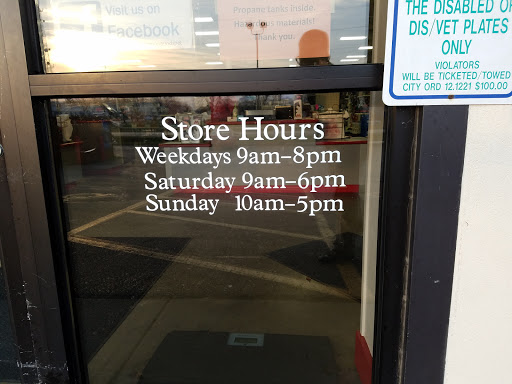 Visit us on
Facebook
Propane tanks inside.
Hazardous materials!
Thank you.
THE DISABLED OR
DIS/VET PLATES
ONLY
VIOLATORS
WILL BE TICKETED/TOWED
CITY ORD 12.1221 $100.00
Store Hours
Weekdays 9am–8pm
Saturday 9am–6pm
Sunday 10am–5pm